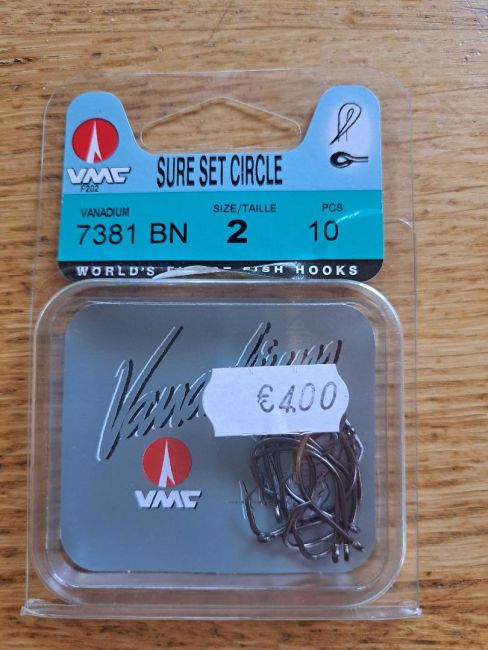 VMC
F202
SURE SET CIRCLE
VANADIUM SIZE/TAILLE PCS
7381 BN 2 10
WORLD'S FISH HOOKS
€4.00
VMC